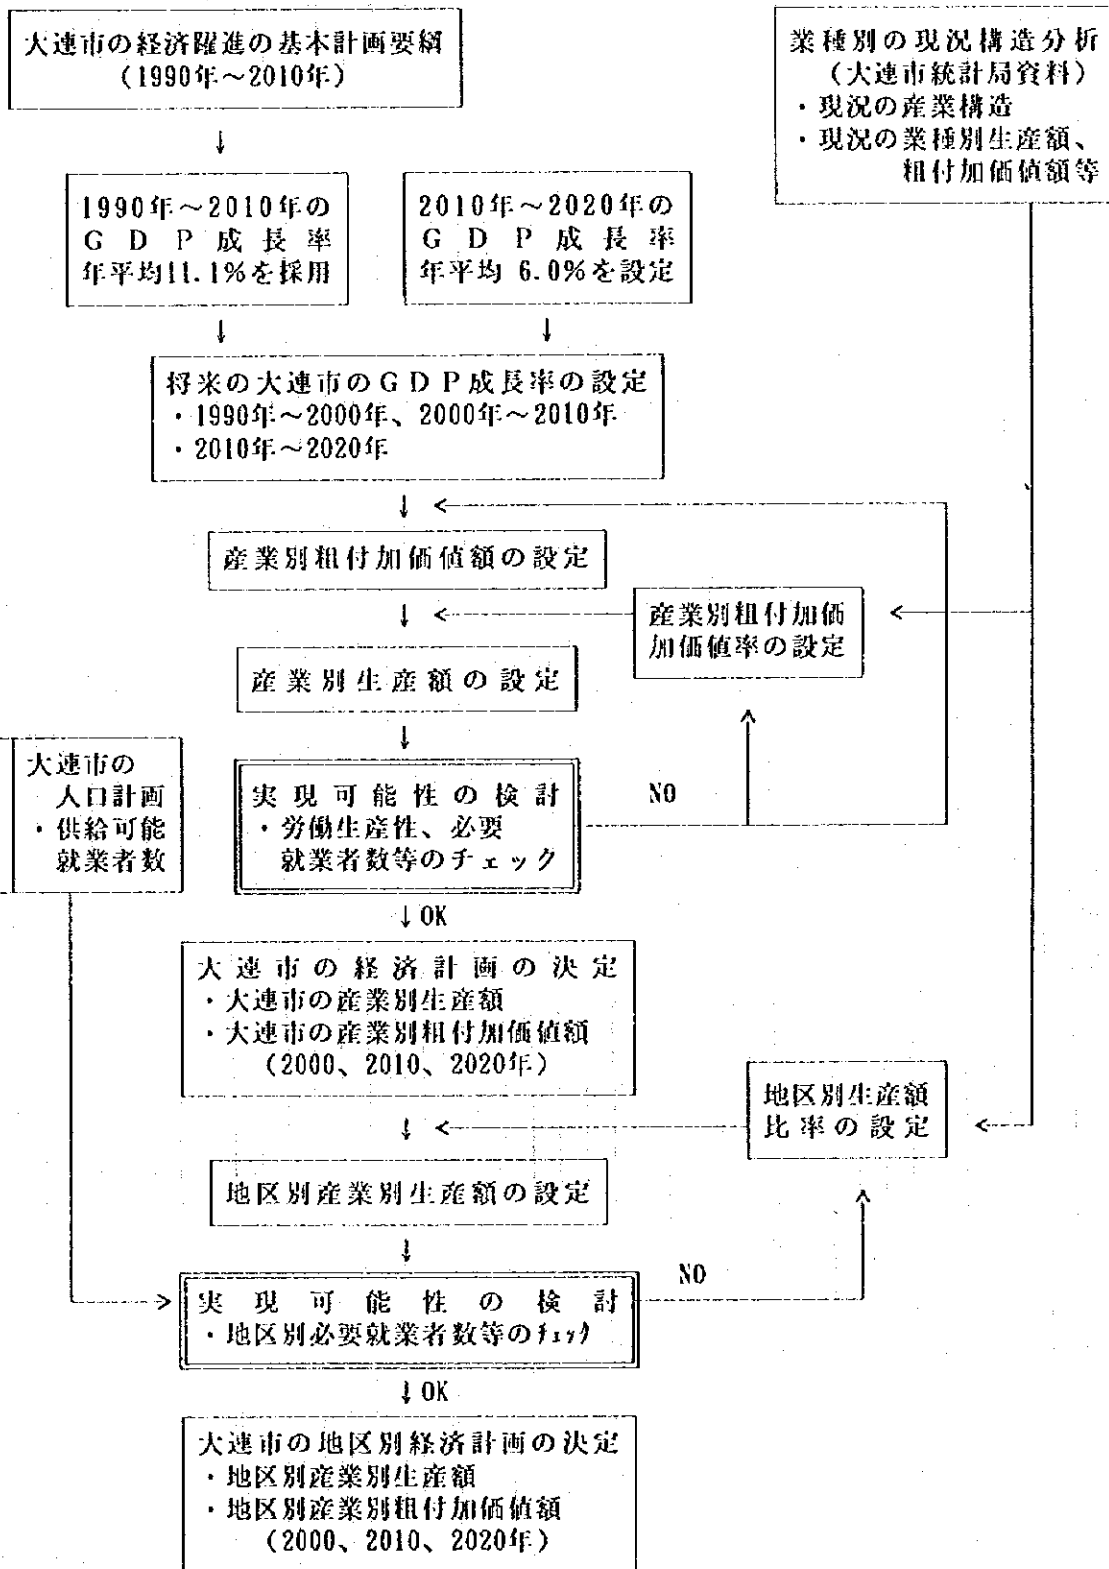 大連市の経済躍進の基本計画要綱
（1990年～2010年）
業種別の現況構造分析
（大連市統計局資料）
・現況の産業構造
・現況の業種別生産額、
粗付加価値額等
↓
1990年～2010年の
ＧＤＰ成長率
年平均11.1%を採用
2010年～2020年の
ＧＤＰ成長率
年平均 6.0%を設定
↓ ↓
将来の大連市のＧＤＰ成長率の設定
・1990年～2000年、2000年～2010年
・2010年～2020年
↓
産業別粗付加価値額の設定
↓
産業別粗付加価
加価値率の設定
産業別生産額の設定
↓
大連市の
人口計画
・供給可能
就業者数
実現可能性の検討
・労働生産性、必要
就業者数等のチェック
NO
↓OK
大連市の経済計画の決定
・大連市の産業別生産額
・大連市の産業別粗付加価値額
（2000、2010、2020年）
地区別生産額
比率の設定
↓
地区別産業別生産額の設定
↓
NO
実現可能性の検討
・地区別必要就業者数等のﾁｪｯｸ
↓OK
大連市の地区別経済計画の決定
・地区別産業別生産額
・地区別産業別粗付加価値額
（2000、2010、2020年）